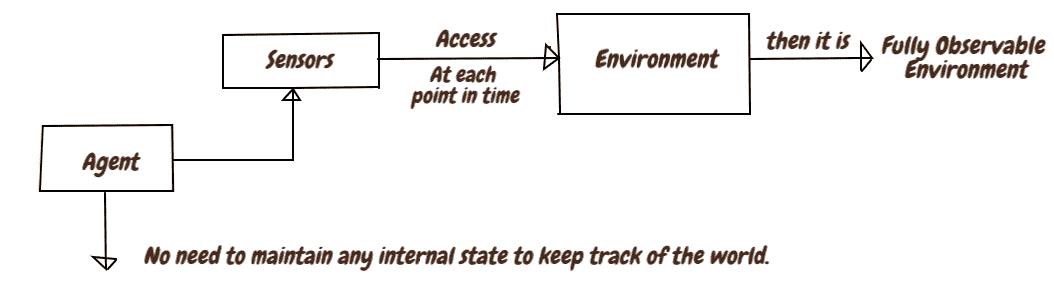 Sensors
Access
At each
point in time
Environment
then it is
Fully Observable
Environment
Agent
No need to maintain any internal state to keep track of the world.